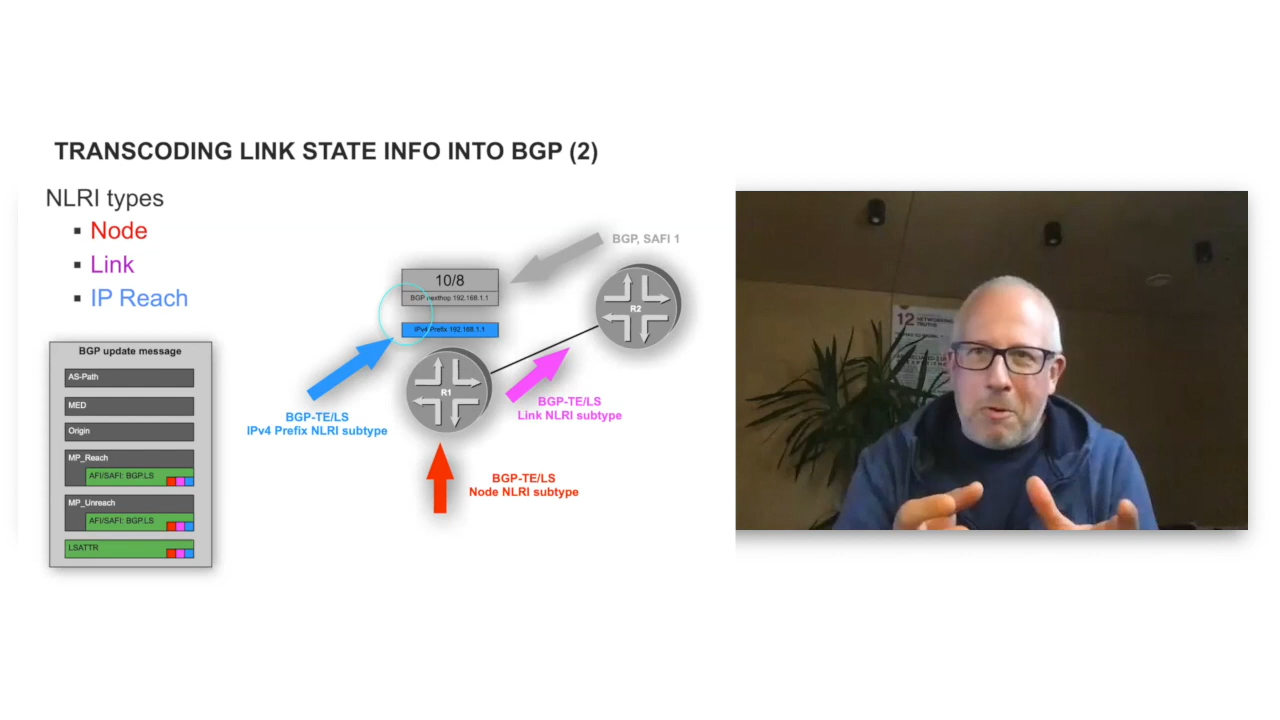 TRANSCODING LINK STATE INFO INTO BGP (2)
NLRI types
Node
Link
IP Reach
BGP update message
AS-Path
MED
Origin
MP_Reach
AFI/SAFI: BGP.LS
MP_Unreach
AFI/SAFI: BGP.LS
LSATTR
BGP, SAFI 1
10/8
BGP nexthop 192.168.1.1
IPv4 Prefix 192.168.1.1
R2
R1
BGP-TE/LS
IPv4 Prefix NLRI subtype
BGP-TE/LS
Link NLRI subtype
BGP-TE/LS
Node NLRI subtype
12 NETWORKING
TRUTHS